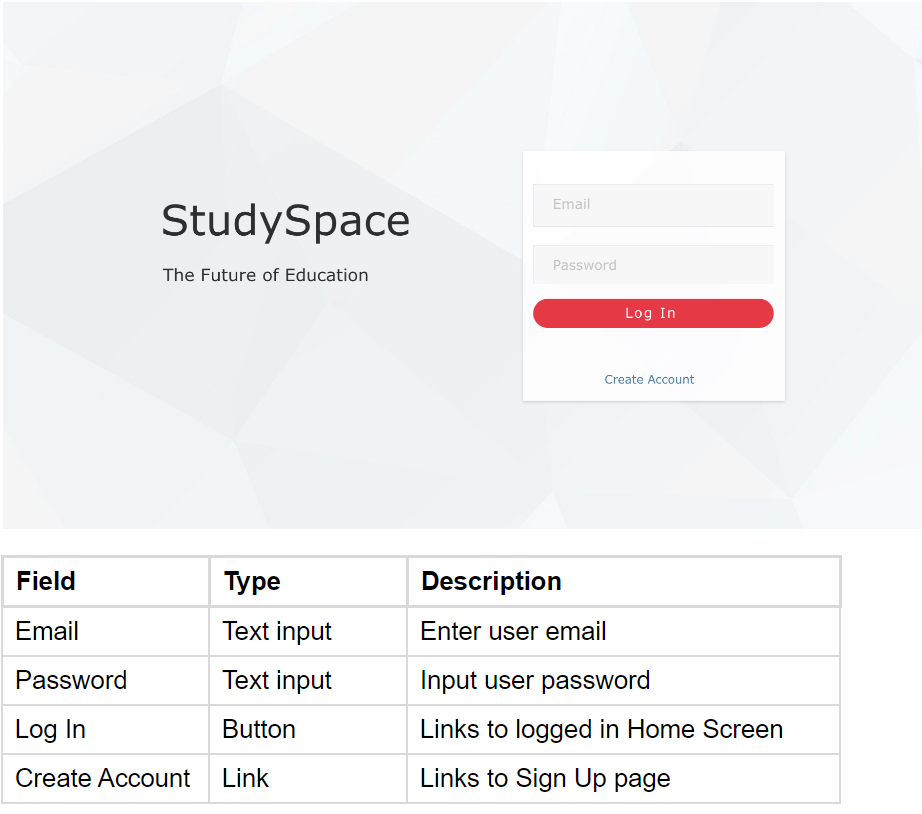 StudySpace
The Future of Education
Email
Password
Log In
Create Account
Field Type Description
Email Text input Enter user email
Password Text input Input user password
Log In Button Links to logged in Home Screen
Create Account Link Links to Sign Up page